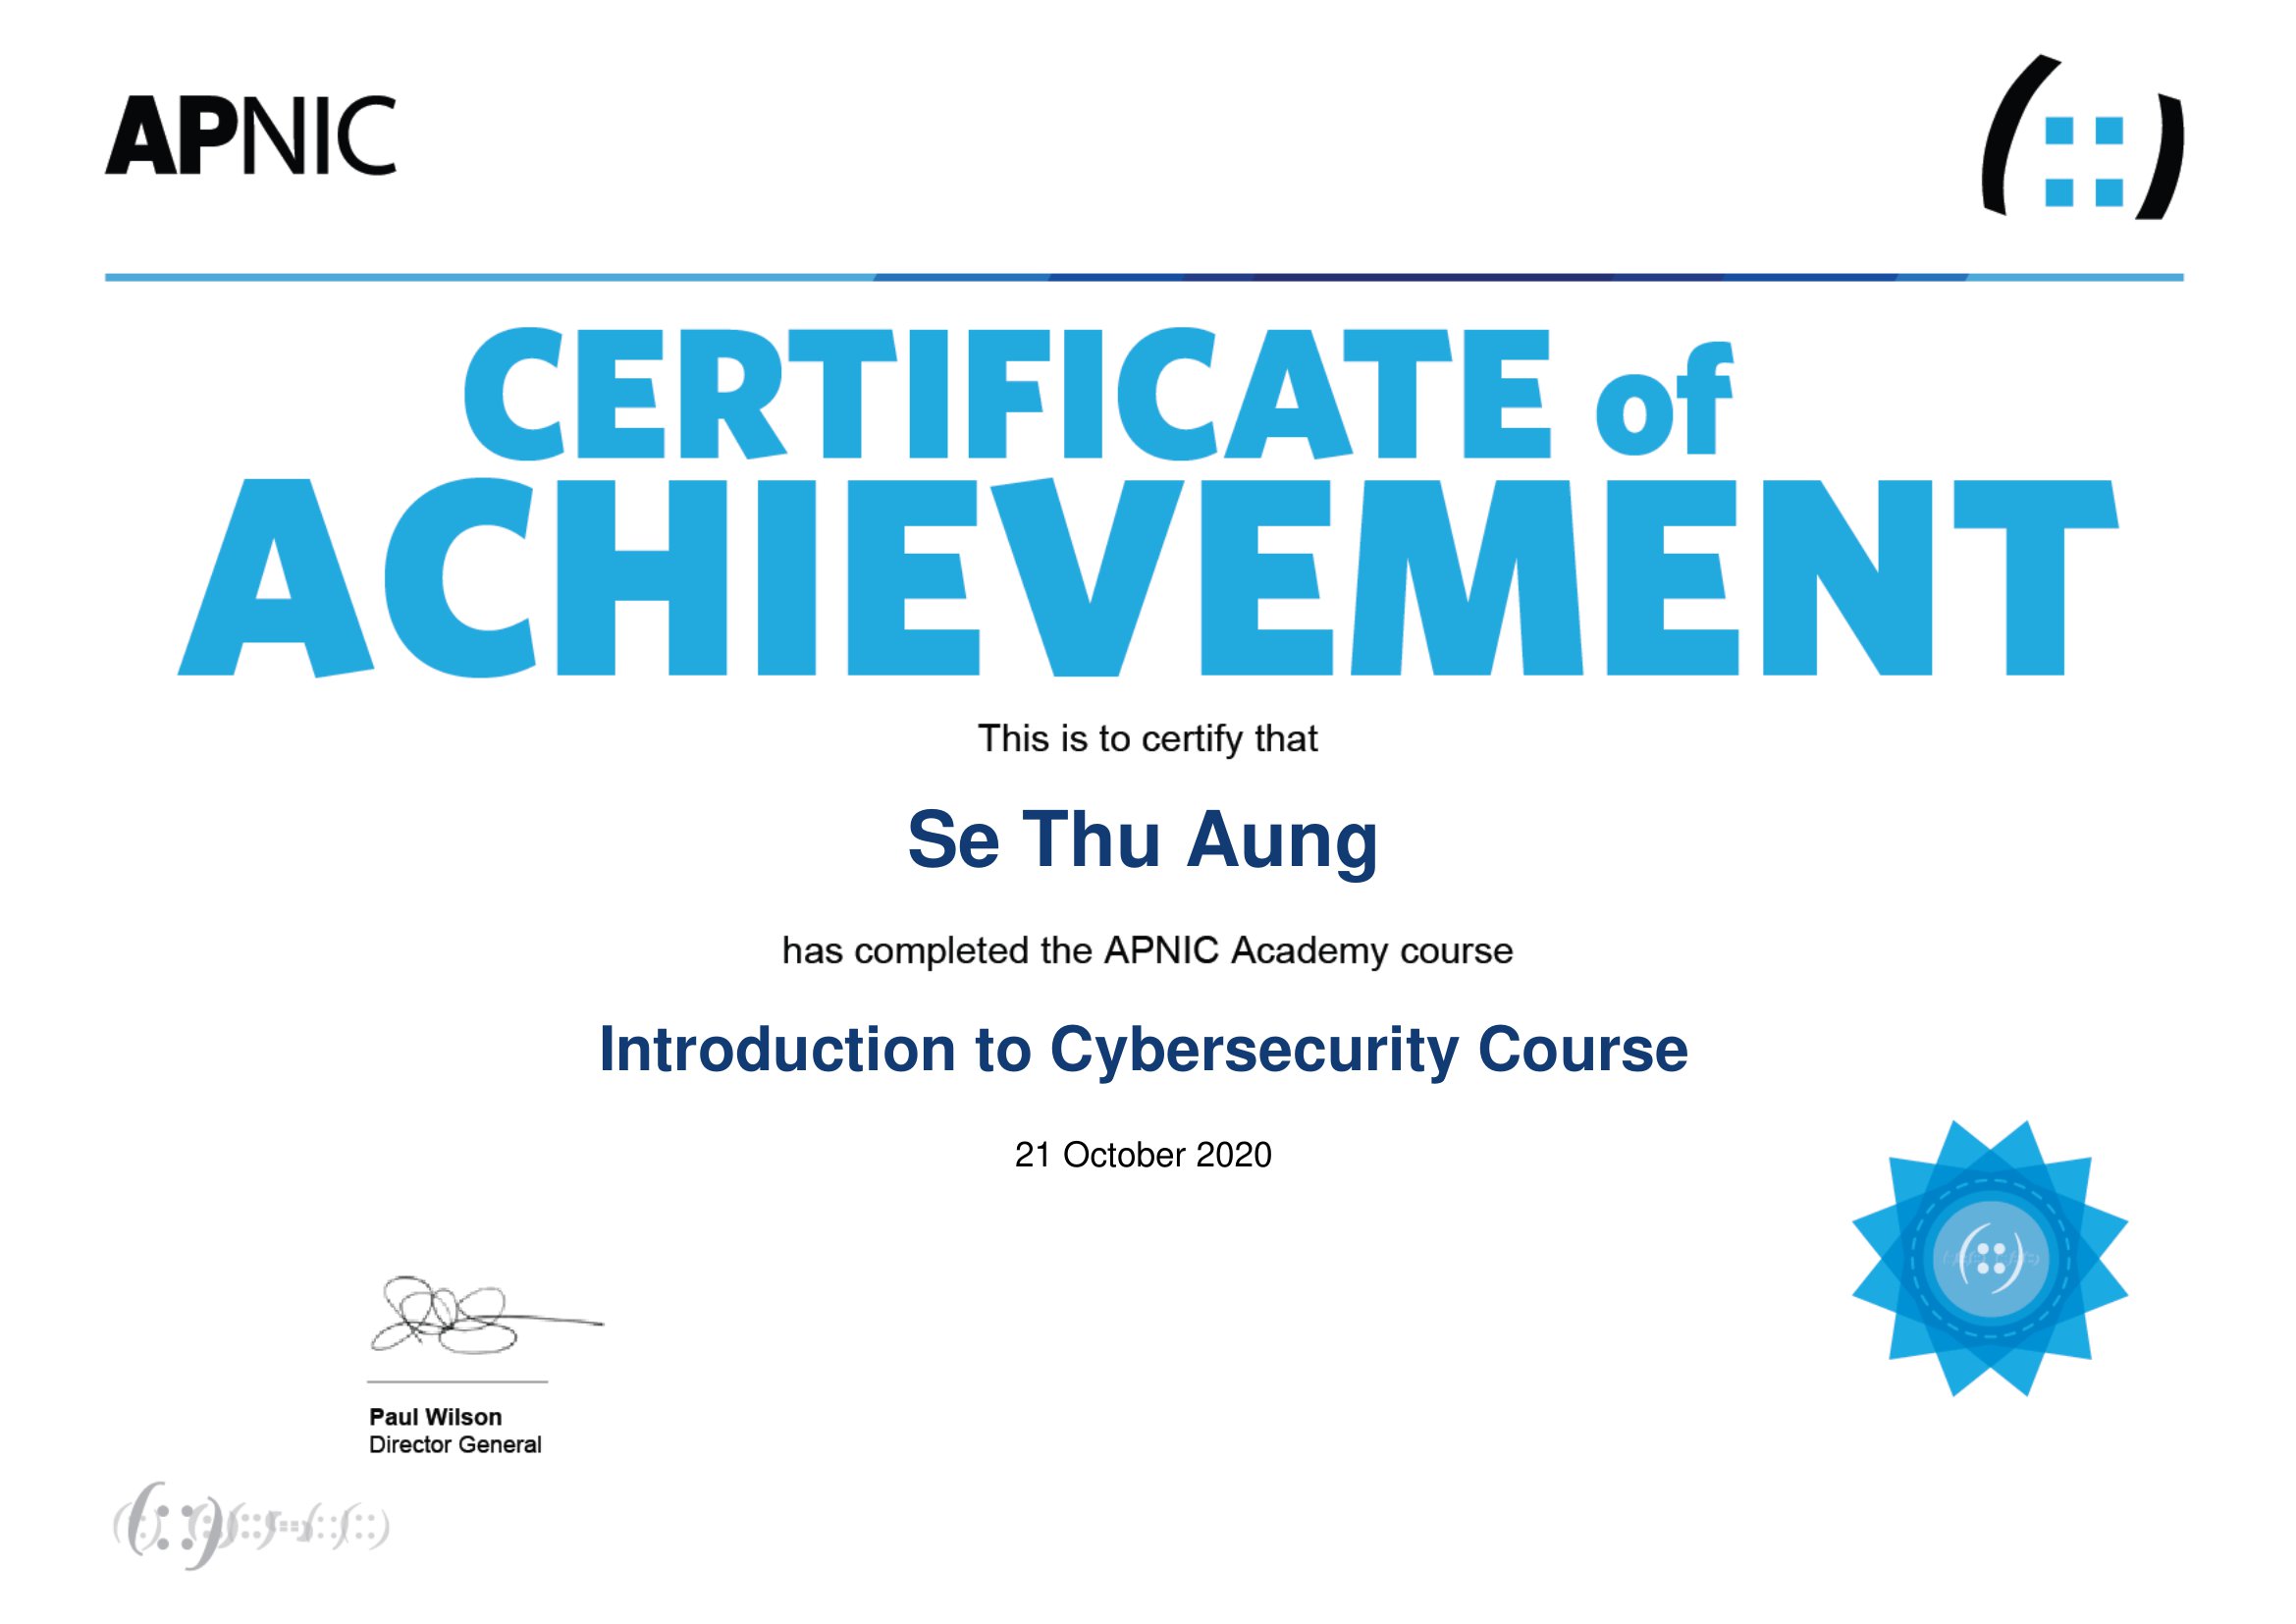 APNIC
(::)
CERTIFICATE of
ACHIEVEMENT
This is to certify that
Se Thu Aung
has completed the APNIC Academy course
Introduction to Cybersecurity Course
21 October 2020
Paul Wilson
Director General